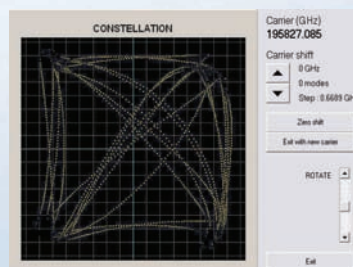 CONSTELLATION
Carrier (GHz)
195827.085
Carrier shift
0 GHz
0 modes
Step : 0.6689 GH
Zero shift
Exit with new carrier
ROTATE
Exit